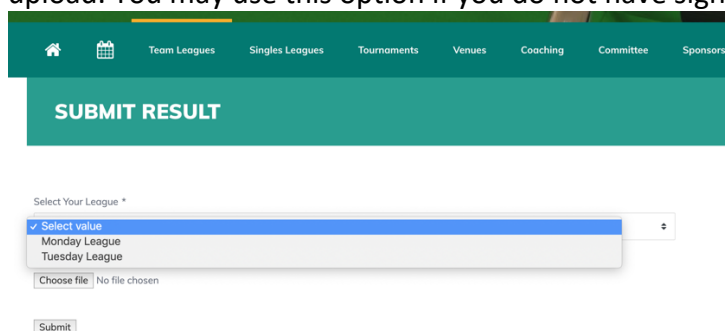 upload. You may use this option if you do not have sign
Team Leagues Singles Leagues Tournaments Venues Coaching Committee Sponsors
SUBMIT RESULT
Select Your League *
✓ Select value
Monday League
Tuesday League
Choose file No file chosen
Submit